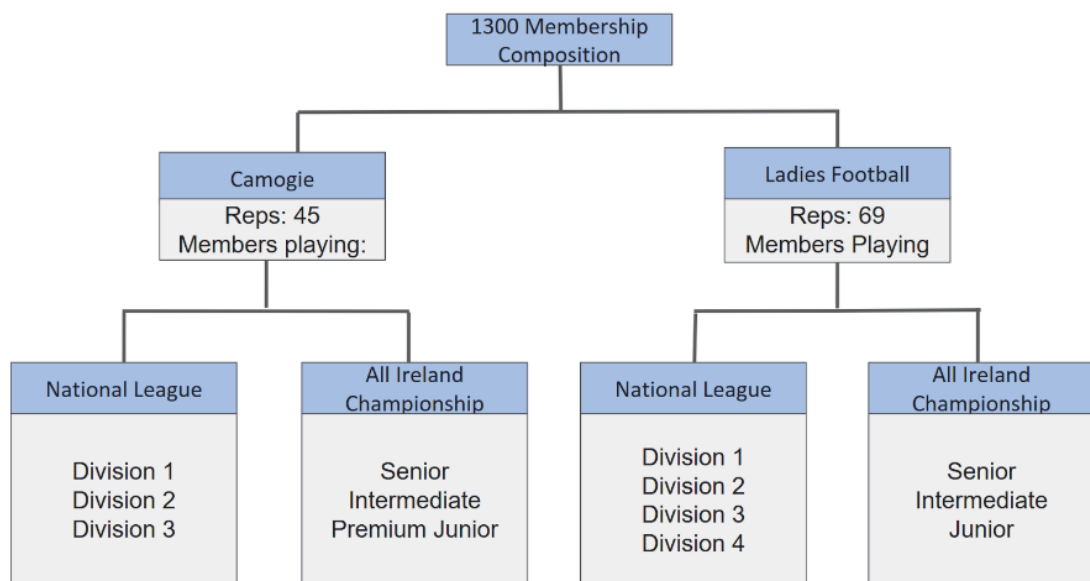 1300 Membership
Composition
Camogie
Reps: 45
Members playing:
Ladies Football
Reps: 69
Members Playing
National League
Division 1
Division 2
Division 3
All Ireland
Championship
Senior
Intermediate
Premium Junior
National League
Division 1
Division 2
Division 3
Division 4
All Ireland
Championship
Senior
Intermediate
Junior